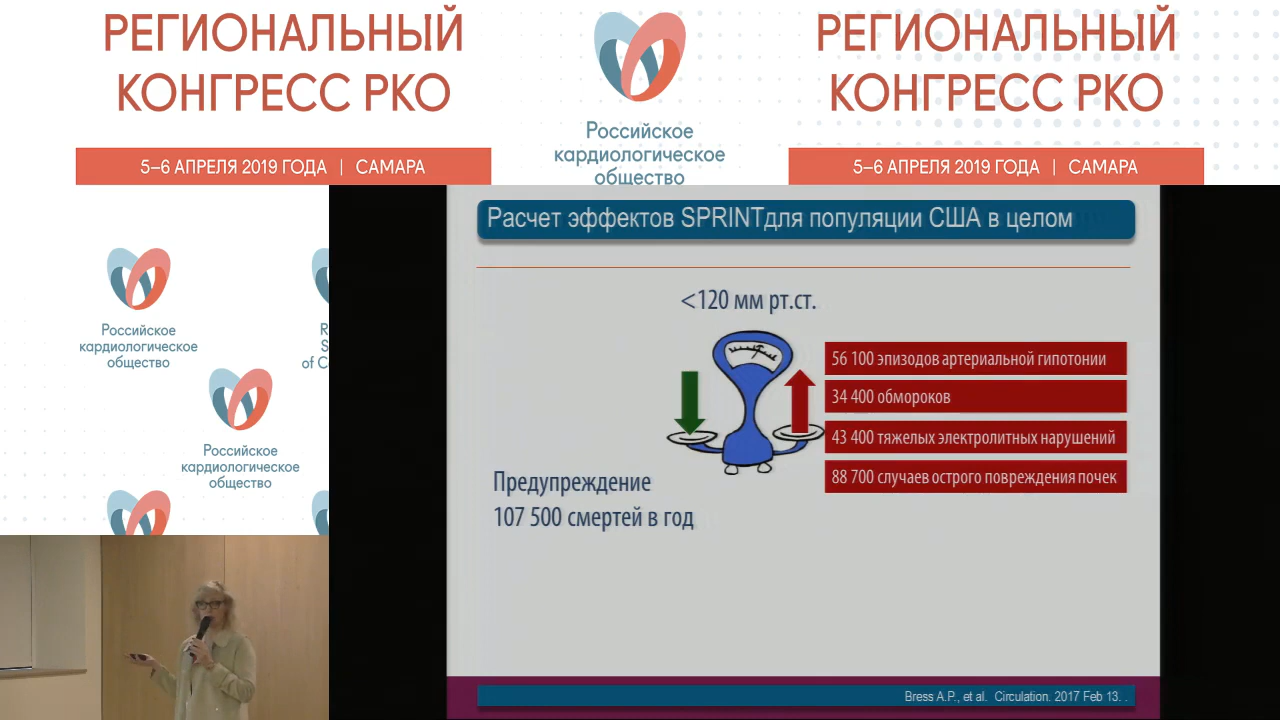 РЕГИОНАЛЬНЫЙ
КОНГРЕСС РКО
5–6 АПРЕЛЯ 2019 ГОДА | САМАРА
Российское
кардиологическое
общество
РЕГИОНАЛЬНЫЙ
КОНГРЕСС РКО
5–6 АПРЕЛЯ 2019 ГОДА | САМАРА
Российское
кардиологическое
общество
R
S
of C
Российское
кардиологическое
общество
Расчет эффектов SPRINTдля популяции США в целом
<120 мм рт.ст.
56 100 эпизодов артериальной гипотонии
34 400 обмороков
43 400 тяжелых электролитных нарушений
88 700 случаев острого повреждения почек
Предупреждение
107 500 смертей в год
Bress A.P., et al. Circulation. 2017 Feb 13. .